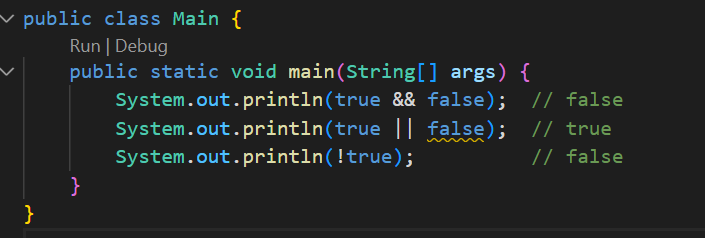 public class Main {
Run | Debug
    public static void main(String[] args) {
        System.out.println(true && false);  // false
        System.out.println(true || false);  // true
        System.out.println(!true);          // false
    }
}